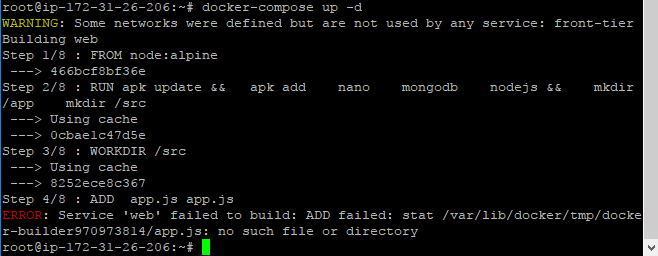 root@ip-172-31-26-206:~# docker-compose up -d
WARNING: Some networks were defined but are not used by any service: front-tier
Building web
Step 1/8 : FROM node:alpine
 ---> 466bcf8bf36e
Step 2/8 : RUN apk update &&   apk add    nano    mongodb    nodejs &&    mkdir
/app    mkdir /src
 ---> Using cache
 ---> 0cbae1c47d5e
Step 3/8 : WORKDIR /src
 ---> Using cache
 ---> 8252ece8c367
Step 4/8 : ADD  app.js app.js
ERROR: Service 'web' failed to build: ADD failed: stat /var/lib/docker/tmp/docke
r-builder970973814/app.js: no such file or directory
root@ip-172-31-26-206:~#